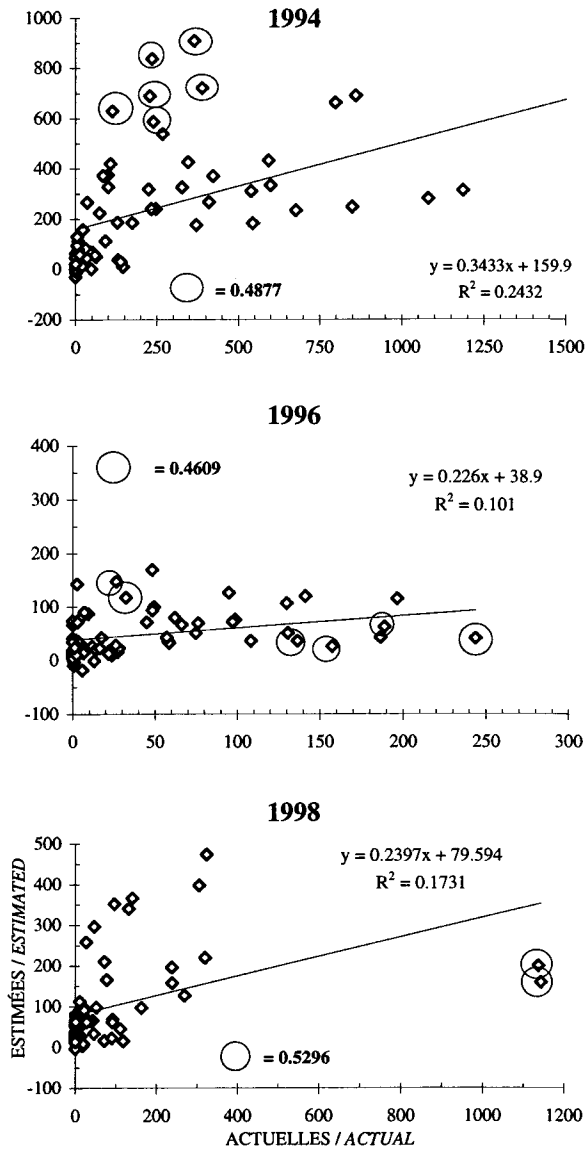 1994
1000
800
600
400
200
0
-200
0 250 500 750 1000 1250 1500
= 0.4877
y = 0.3433x + 159.9
R² = 0.2432
1996
400
300
200
100
0
-100
0 50 100 150 200 250 300
= 0.4609
y = 0.226x + 38.9
R² = 0.101
1998
500
400
300
200
100
0
-100
0 200 400 600 800 1000 1200
y = 0.2397x + 79.594
R² = 0.1731
= 0.5296
ESTIMÉES / ESTIMATED
ACTUELLES / ACTUAL